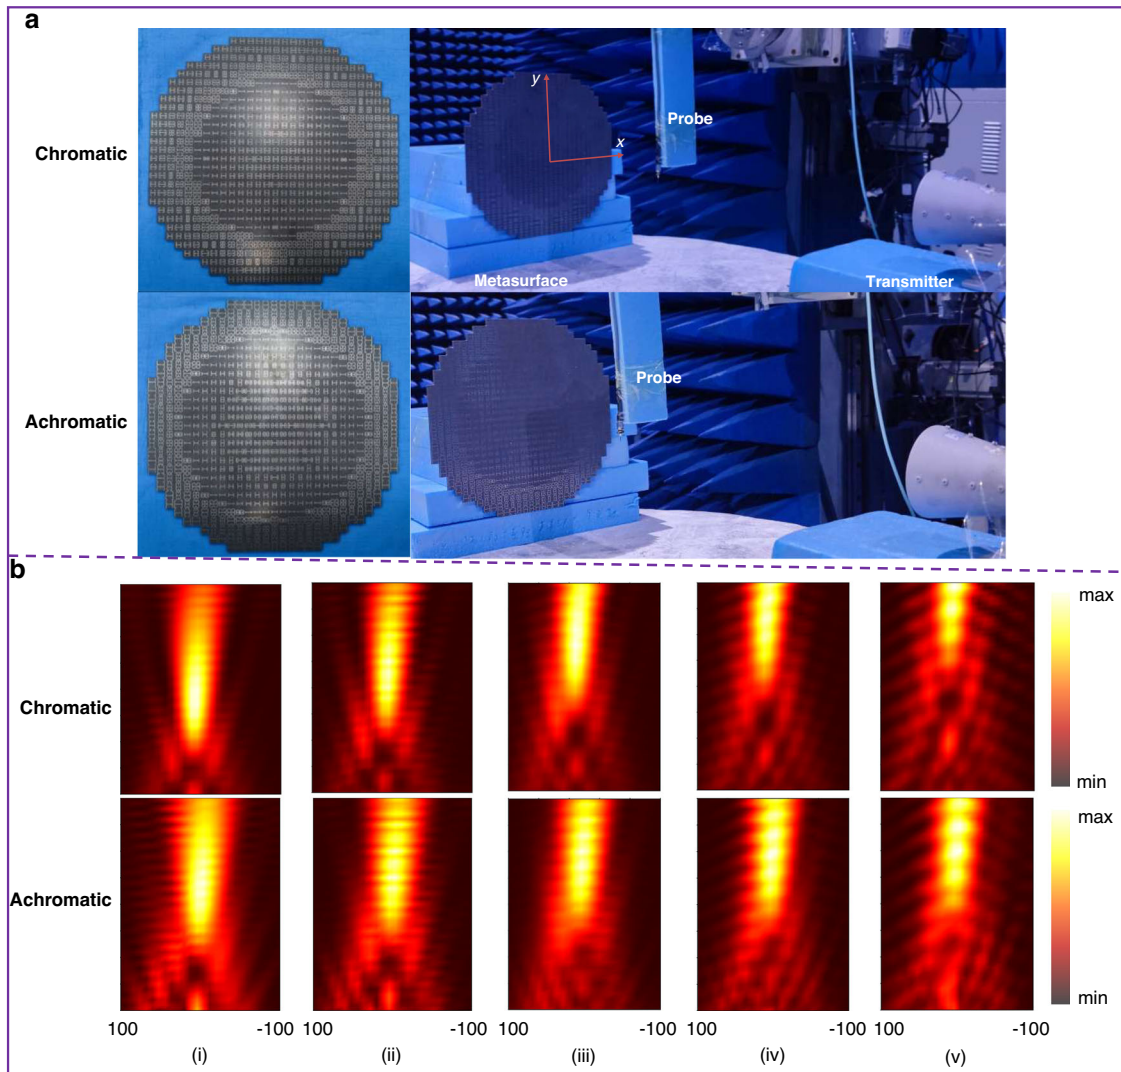 a
Chromatic
y
x
Probe
Metasurface
Transmitter
Achromatic
Probe
b
Chromatic
max
min
Achromatic
max
min
100 -100 100 -100 100 -100 100 -100 100 -100
(i) (ii) (iii) (iv) (v)